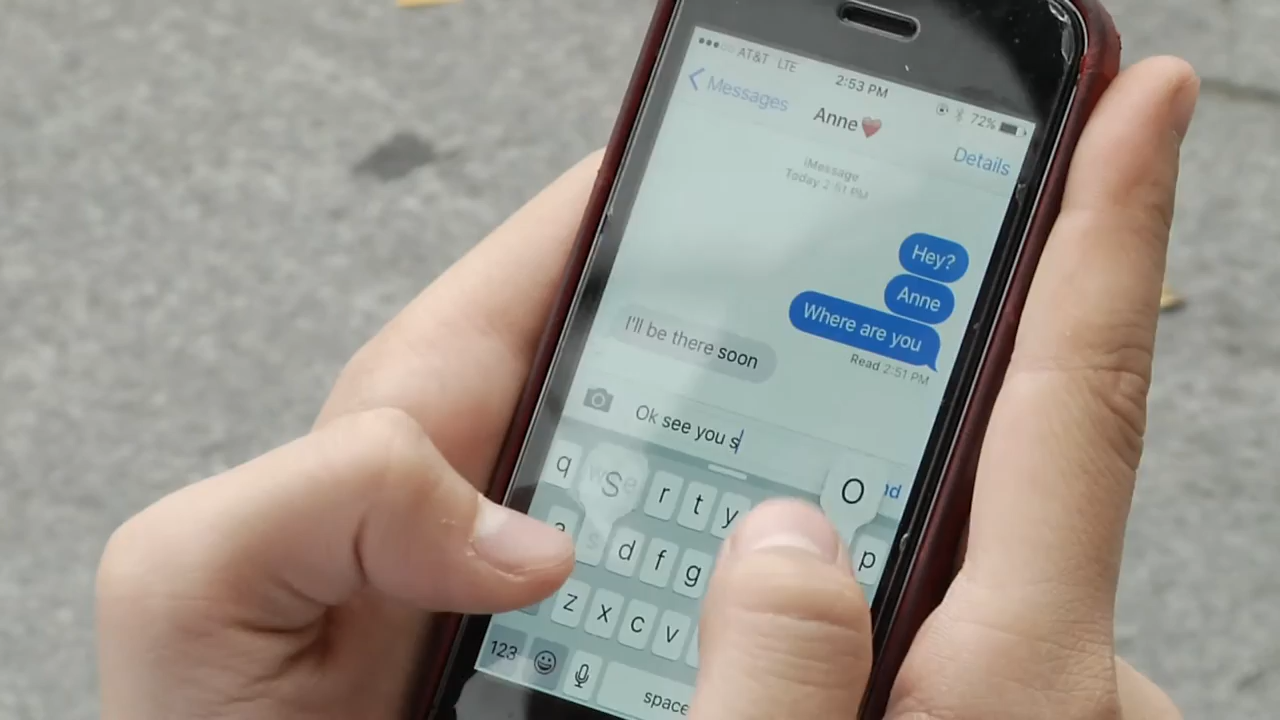 AT&T LTE 2:53 PM 72%
Messages Anne❤️ Details
iMessage
Today 2:51 PM
Hey?
Anne
Where are you
Read 2:51 PM
I'll be there soon
Ok see you s
q w S e r t y O p
a s d f g
z x c v
123 space